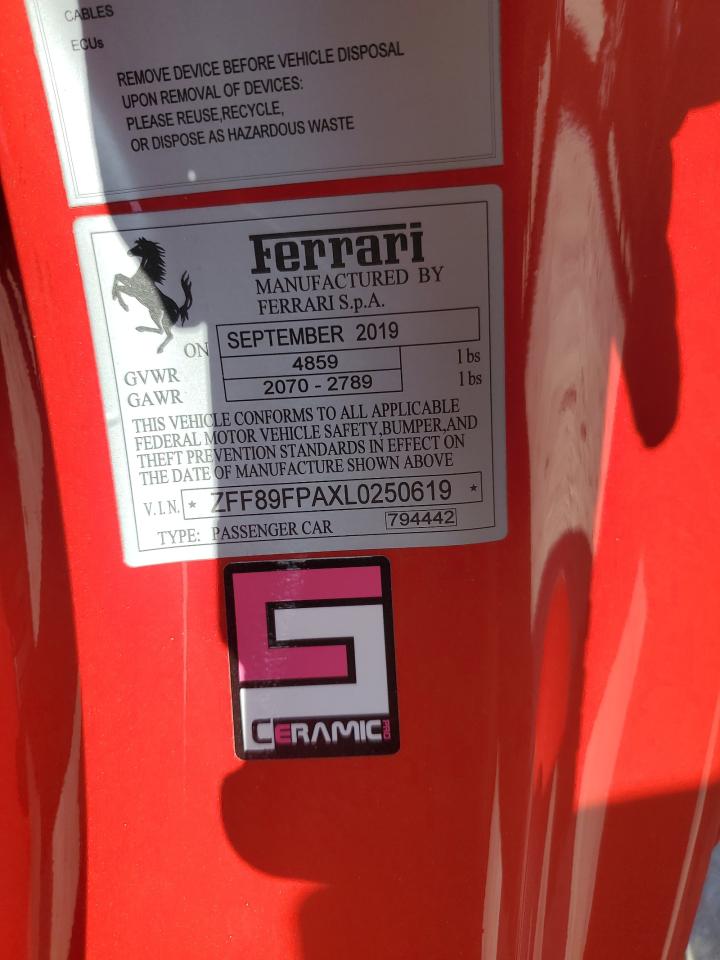 CABLES
ECUs
REMOVE DEVICE BEFORE VEHICLE DISPOSAL
UPON REMOVAL OF DEVICES:
PLEASE REUSE,RECYCLE,
OR DISPOSE AS HAZARDOUS WASTE
Ferrari
MANUFACTURED BY
FERRARI S.p.A.
ON SEPTEMBER 2019
GVWR 4859 lbs
GAWR 2070 - 2789 lbs
THIS VEHICLE CONFORMS TO ALL APPLICABLE
FEDERAL MOTOR VEHICLE SAFETY,BUMPER,AND
THEFT PREVENTION STANDARDS IN EFFECT ON
THE DATE OF MANUFACTURE SHOWN ABOVE
V.I.N. * ZFF89FPAXL0250619 *
TYPE: PASSENGER CAR 794442
CERAMIC PRO